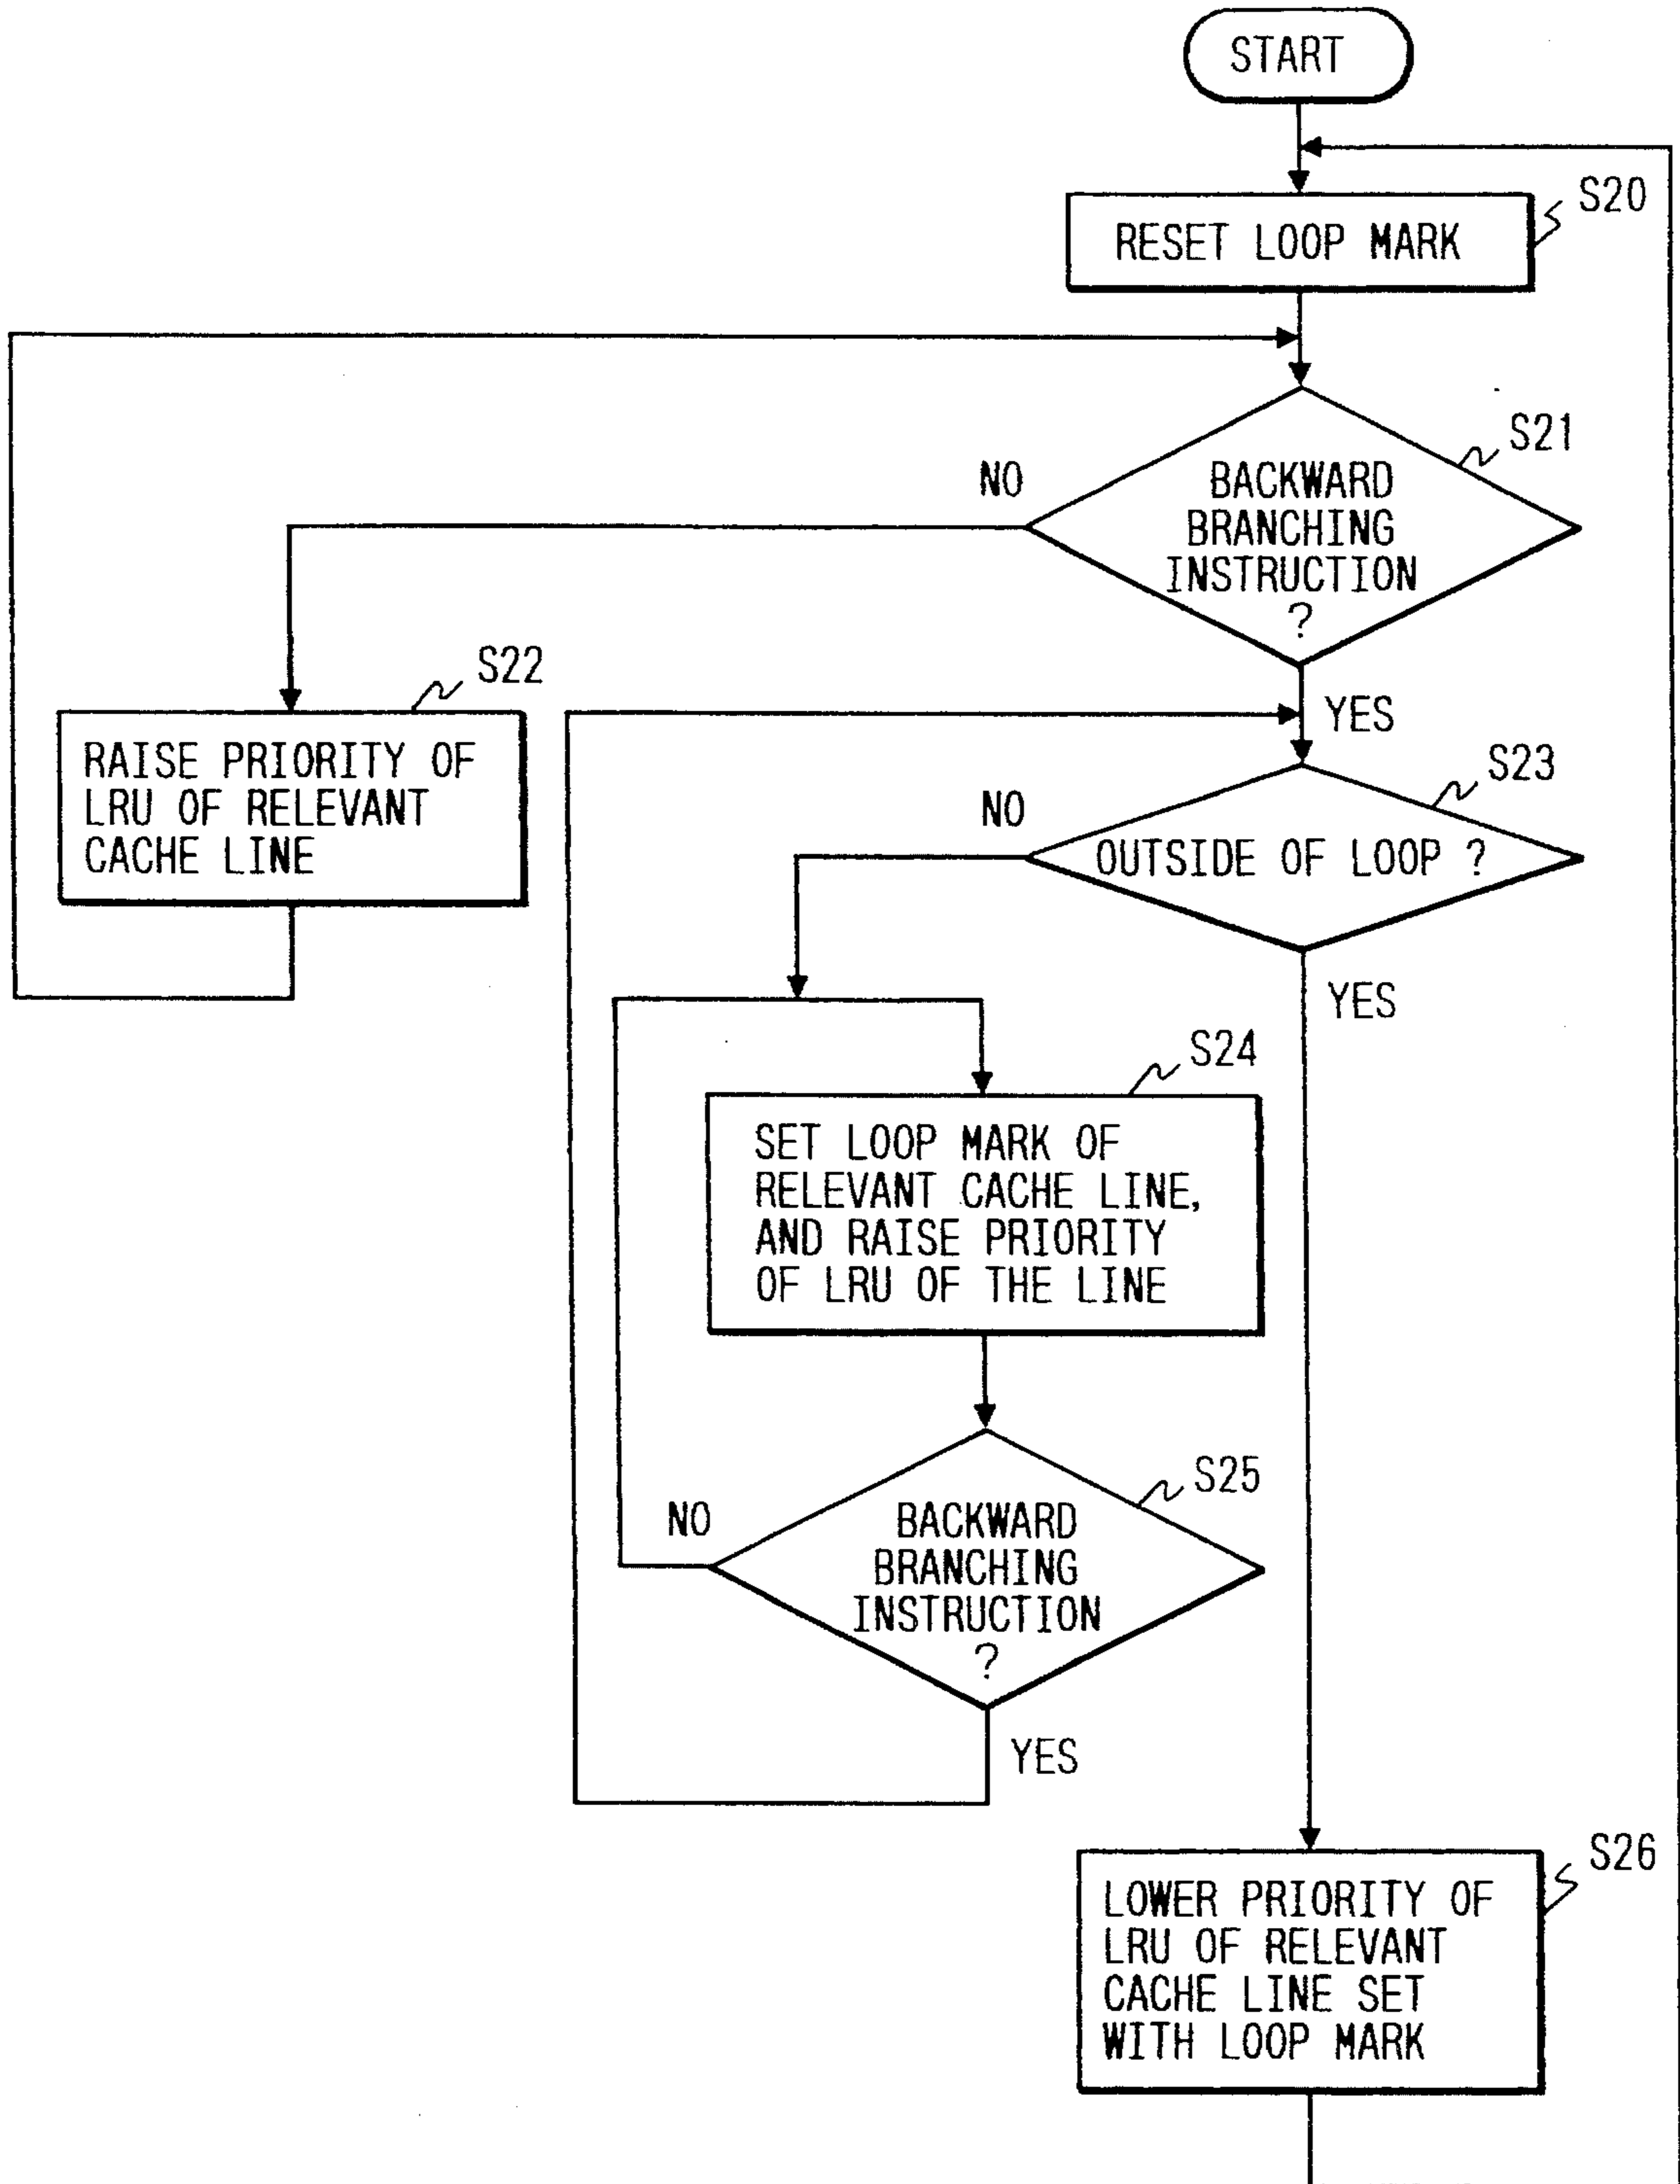 START
S20
RESET LOOP MARK
S21
NO
BACKWARD
BRANCHING
INSTRUCTION
?
S22
YES
RAISE PRIORITY OF
LRU OF RELEVANT
CACHE LINE
S23
NO
OUTSIDE OF LOOP ?
YES
S24
SET LOOP MARK OF
RELEVANT CACHE LINE,
AND RAISE PRIORITY
OF LRU OF THE LINE
S25
NO
BACKWARD
BRANCHING
INSTRUCTION
?
YES
S26
LOWER PRIORITY OF
LRU OF RELEVANT
CACHE LINE SET
WITH LOOP MARK